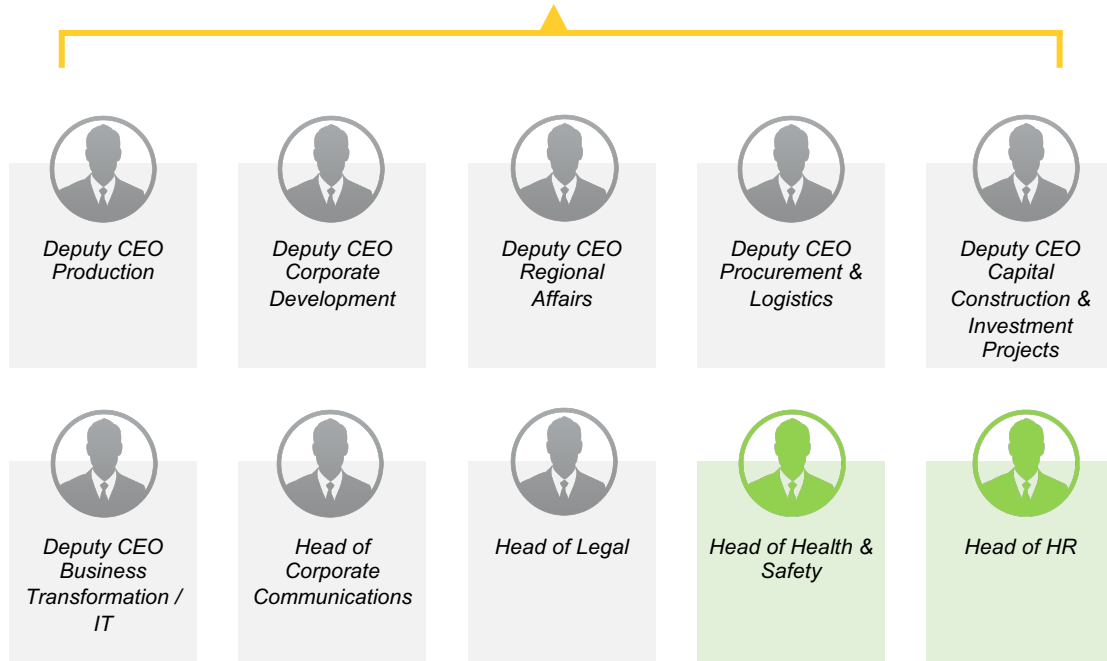 Deputy CEO
Production
Deputy CEO
Corporate
Development
Deputy CEO
Regional
Affairs
Deputy CEO
Procurement &
Logistics
Deputy CEO
Capital
Construction &
Investment
Projects
Deputy CEO
Business
Transformation /
IT
Head of
Corporate
Communications
Head of Legal
Head of Health &
Safety
Head of HR